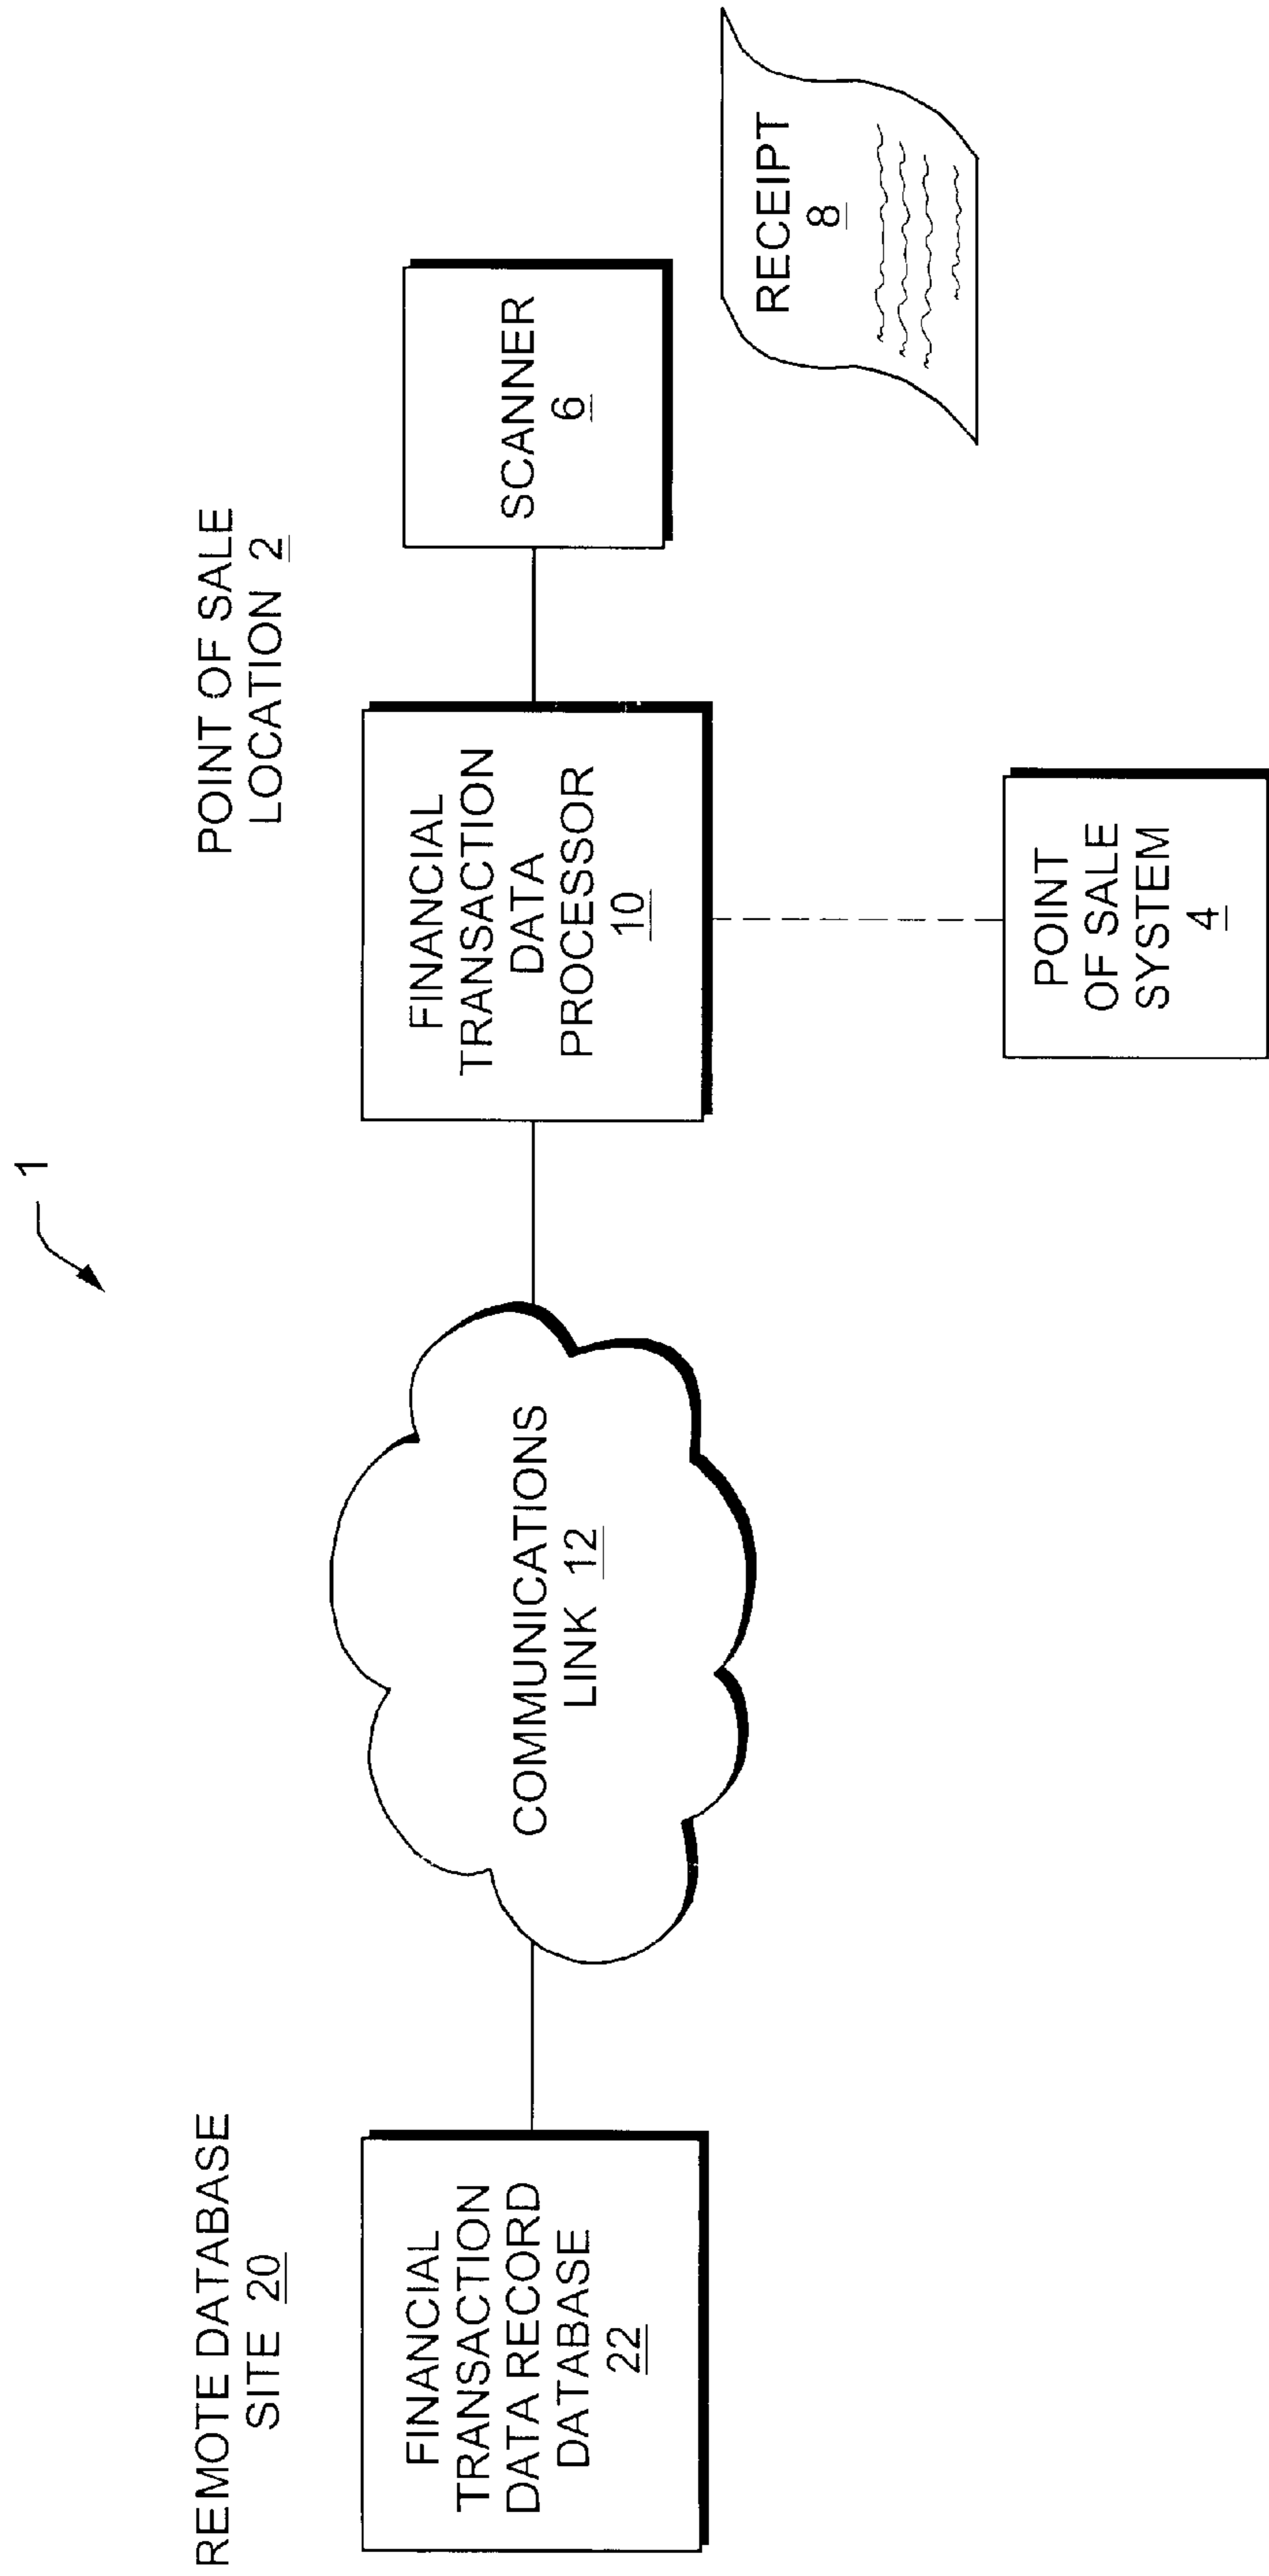 1
REMOTE DATABASE
SITE 20
POINT OF SALE
LOCATION 2
FINANCIAL
TRANSACTION
DATA RECORD
DATABASE
22
COMMUNICATIONS
LINK 12
FINANCIAL
TRANSACTION
DATA
PROCESSOR
10
SCANNER
6
RECEIPT
8
POINT
OF SALE
SYSTEM
4